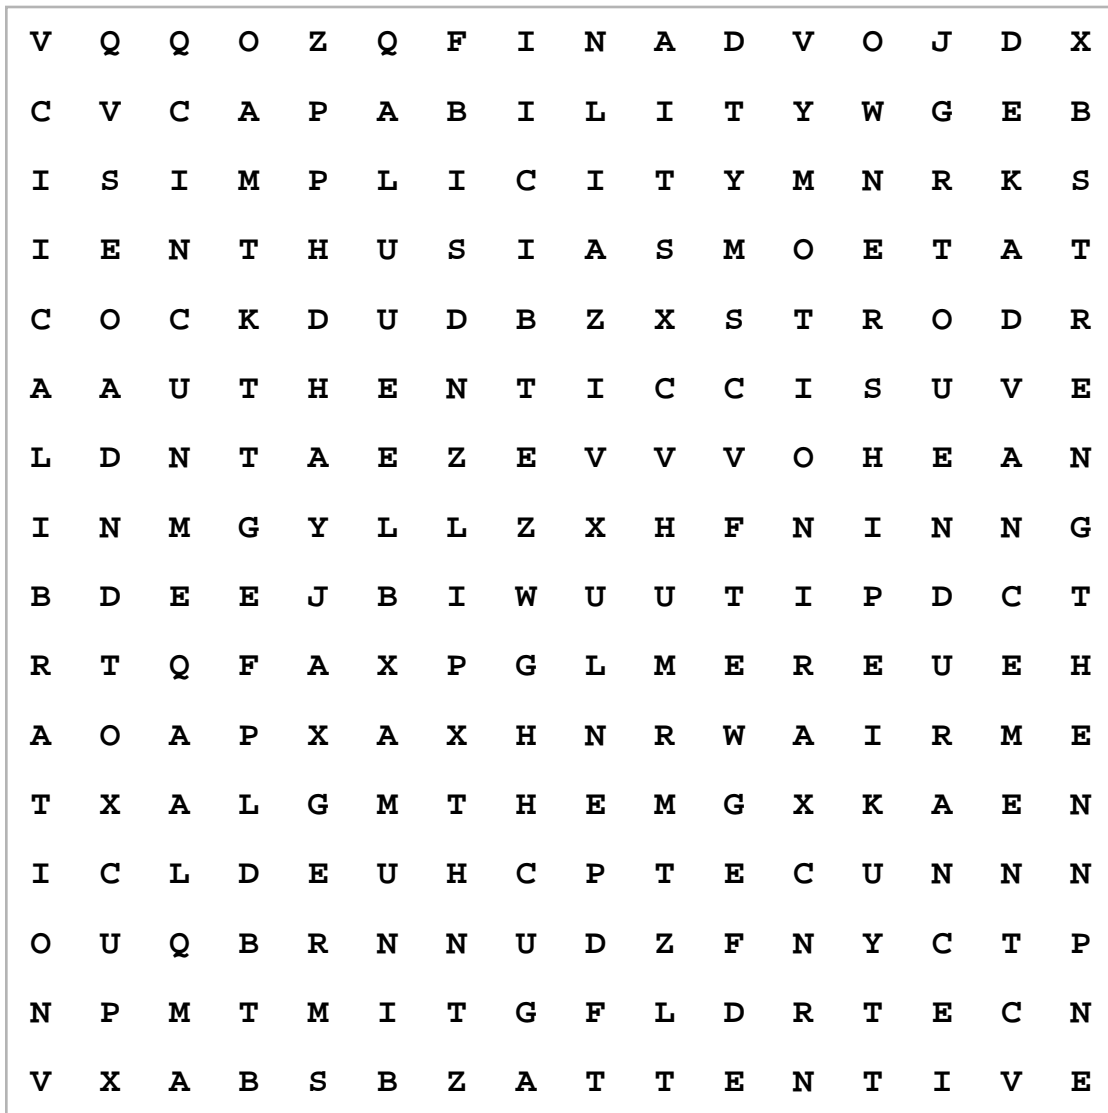 V Q Q O Z Q F I N A D V O J D X
C V C A P A B I L I T Y W G E B
I S I M P L I C I T Y M N R K S
I E N T H U S I A S M O E T A T
C O C K D U D B Z X S T R O D R
A A U T H E N T I C C I S U V E
L D N T A E Z E V V V O H E A N
I N M G Y L L Z X H F N I N N G
B D E E J B I W U U T I P D C T
R T Q F A X P G L M E R E U E H
A O A P X A X H N R W A I R M E
T X A L G M T H E M G X K A E N
I C L D E U H C P T E C U N N N
O U Q B R N N U D Z F N Y C T P
N P M T M I T G F L D R T E C N
V X A B S B Z A T T E N T I V E